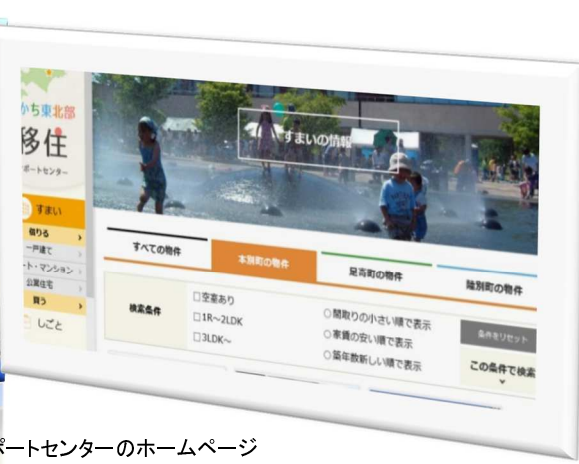 かち東北部
移住
ポートセンター
すまい
借りる
一戸建て
ート・マンション
公営住宅
買う
しごと
すまいの情報
すべての物件
本別町の物件
足寄町の物件
陸別町の物件
検索条件
□空室あり
□1R～2LDK
□3LDK～
○間取りの小さい順で表示
○家賃の安い順で表示
○築年数新しい順で表示
条件をリセット
この条件で検索
ポートセンターのホームページ